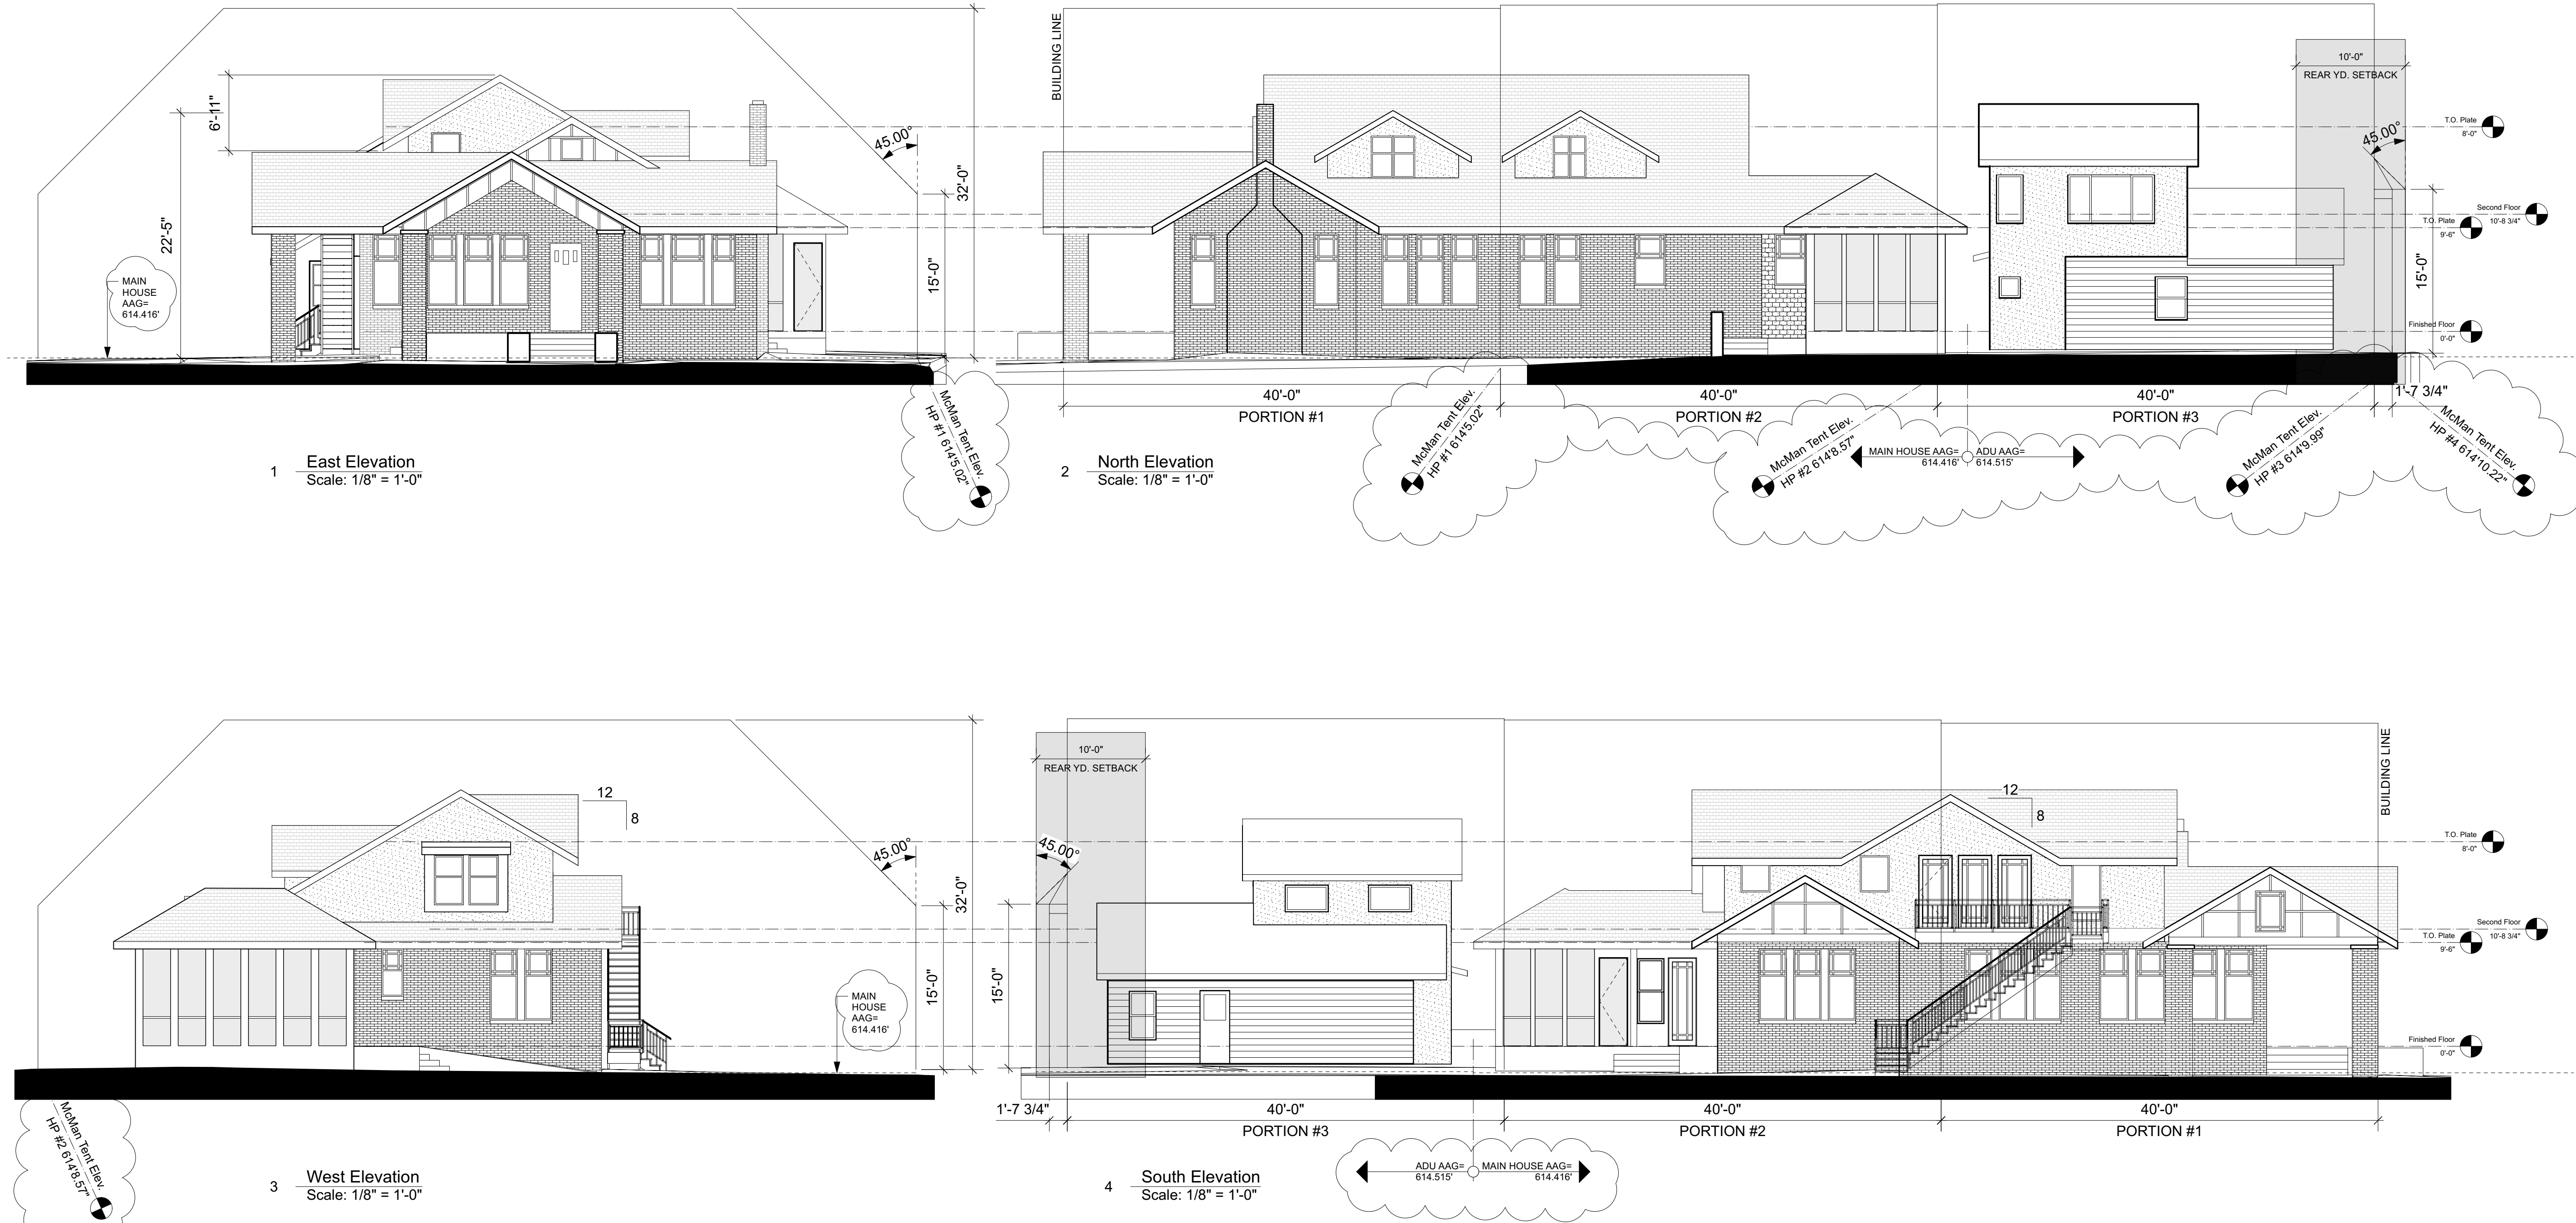 6'-11"
22'-5"
MAIN
HOUSE
AAG=
614.416'
45.00°
32'-0"
15'-0"
McMan Tent Elev.
HP #1 614'5.02"
1
East Elevation
Scale: 1/8" = 1'-0"
BUILDING LINE
10'-0"
REAR YD. SETBACK
45.00°
T.O. Plate
8'-0"
Second Floor
10'-8 3/4"
T.O. Plate
9'-6"
15'-0"
Finished Floor
0'-0"
40'-0"
PORTION #1
40'-0"
PORTION #2
40'-0"
PORTION #3
1'-7 3/4"
McMan Tent Elev.
HP #1 614'5.02"
McMan Tent Elev.
HP #2 614'8.57"
MAIN HOUSE AAG=
614.416'
ADU AAG=
614.515'
McMan Tent Elev.
HP #3 614'9.99"
McMan Tent Elev.
HP #4 614'10.22"
2
North Elevation
Scale: 1/8" = 1'-0"
12
8
45.00°
32'-0"
15'-0"
MAIN
HOUSE
AAG=
614.416'
McMan Tent Elev.
HP #2 614'8.57"
3
West Elevation
Scale: 1/8" = 1'-0"
10'-0"
REAR YD. SETBACK
45.00°
15'-0"
12
8
BUILDING LINE
T.O. Plate
8'-0"
Second Floor
10'-8 3/4"
T.O. Plate
9'-6"
Finished Floor
0'-0"
1'-7 3/4"
40'-0"
PORTION #3
40'-0"
PORTION #2
40'-0"
PORTION #1
ADU AAG=
614.515'
MAIN HOUSE AAG=
614.416'
4
South Elevation
Scale: 1/8" = 1'-0"